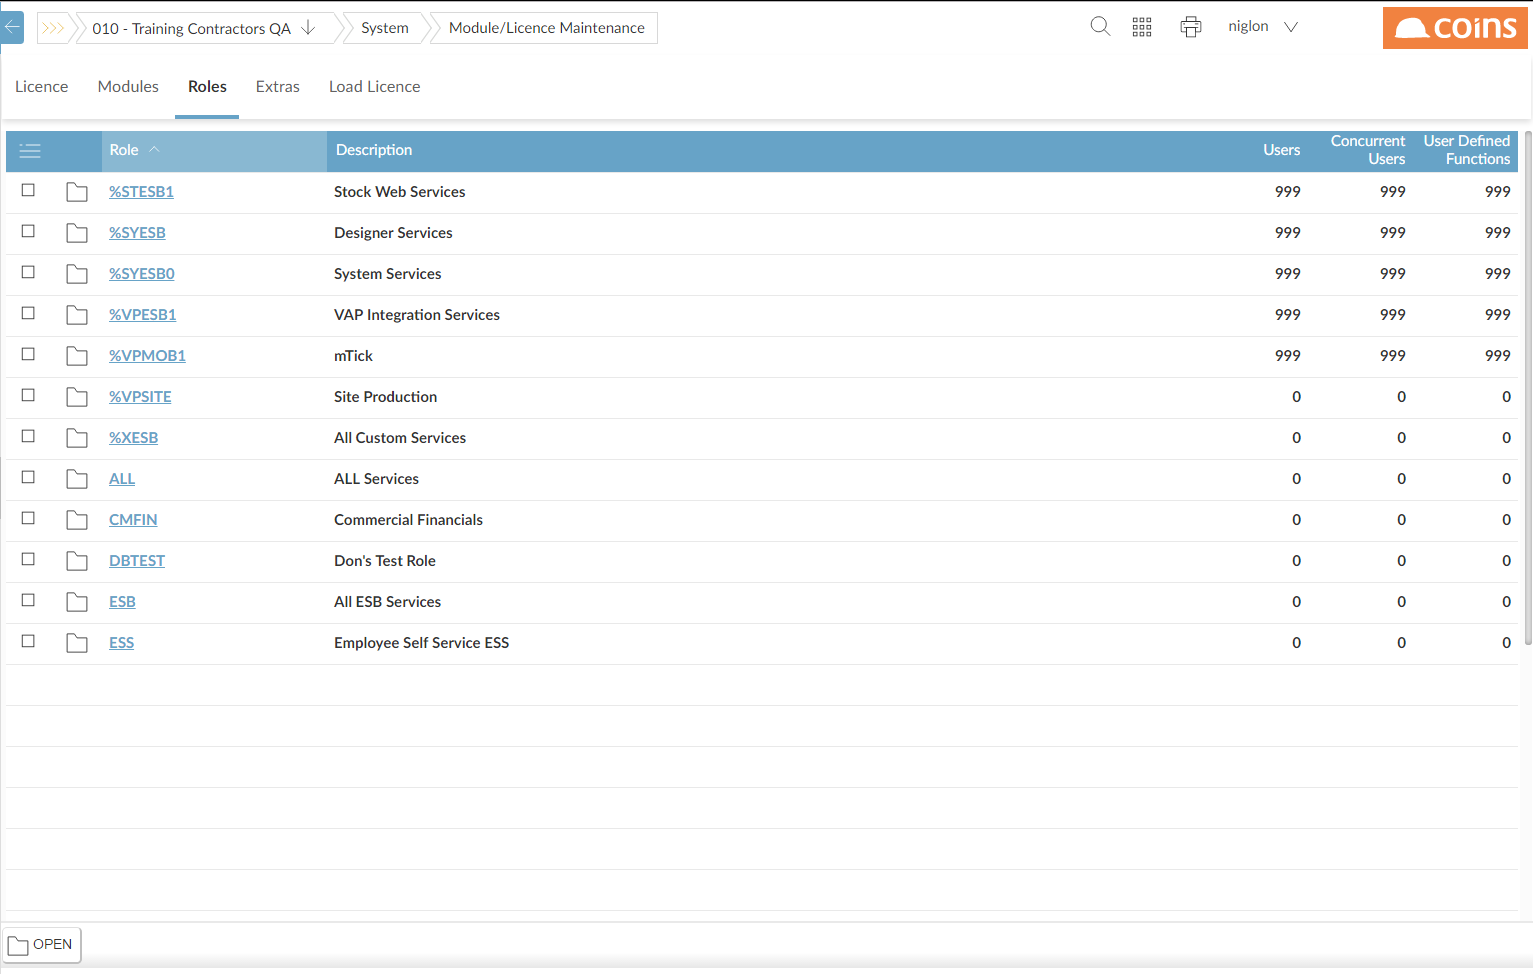 010 - Training Contractors QA System Module/Licence Maintenance niglon coins
Licence Modules Roles Extras Load Licence
Role Description Users Concurrent Users User Defined Functions
%STESB1 Stock Web Services 999 999 999
%SYESB Designer Services 999 999 999
%SYESB0 System Services 999 999 999
%VPESB1 VAP Integration Services 999 999 999
%VPMOB1 mTick 999 999 999
%VPSITE Site Production 0 0 0
%XESB All Custom Services 0 0 0
ALL ALL Services 0 0 0
CMFIN Commercial Financials 0 0 0
DBTEST Don's Test Role 0 0 0
ESB All ESB Services 0 0 0
ESS Employee Self Service ESS 0 0 0
OPEN